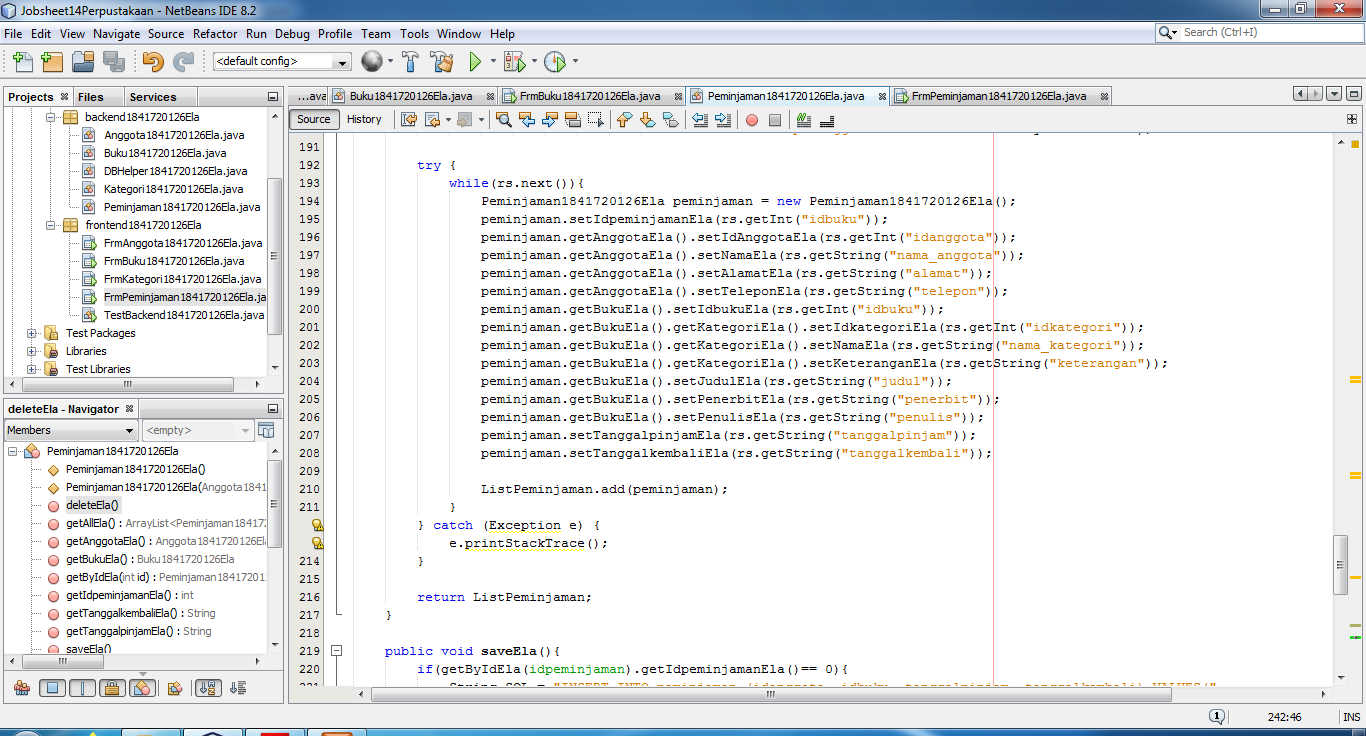 Jobsheet14Perpustakaan - NetBeans IDE 8.2
File Edit View Navigate Source Refactor Run Debug Profile Team Tools Window Help
Search (Ctrl+I)
<default config>
Projects Files Services
...ava Buku1841720126Ela.java FrmBuku1841720126Ela.java Peminjaman1841720126Ela.java FrmPeminjaman1841720126Ela.java
Source History
backend1841720126Ela
Anggota1841720126Ela.java
Buku1841720126Ela.java
DBHelper1841720126Ela.java
Kategori1841720126Ela.java
Peminjaman1841720126Ela.java
frontend1841720126Ela
FrmAnggota1841720126Ela.java
FrmBuku1841720126Ela.java
FrmKategori1841720126Ela.java
FrmPeminjaman1841720126Ela.ja
TestBackend1841720126Ela.java
Test Packages
Libraries
Test Libraries
deleteEla - Navigator
Members <empty>
Peminjaman1841720126Ela
Peminjaman1841720126Ela()
Peminjaman1841720126Ela(Anggota1841
deleteEla()
getAllEla() : ArrayList<Peminjaman18417
getAnggotaEla() : Anggota1841720126El
getBukuEla() : Buku1841720126Ela
getByIdEla(int id) : Peminjaman18417201
getIdpeminjamanEla() : int
getTanggalkembaliEla() : String
getTanggalpinjamEla() : String
saveEla()
191
192 try {
193 while(rs.next()){
194 Peminjaman1841720126Ela peminjaman = new Peminjaman1841720126Ela();
195 peminjaman.setIdpeminjamanEla(rs.getInt("idbuku"));
196 peminjaman.getAnggotaEla().setIdAnggotaEla(rs.getInt("idanggota"));
197 peminjaman.getAnggotaEla().setNamaEla(rs.getString("nama_anggota"));
198 peminjaman.getAnggotaEla().setAlamatEla(rs.getString("alamat"));
199 peminjaman.getAnggotaEla().setTeleponEla(rs.getString("telepon"));
200 peminjaman.getBukuEla().setIdbukuEla(rs.getInt("idbuku"));
201 peminjaman.getBukuEla().getKategoriEla().setIdkategoriEla(rs.getInt("idkategori"));
202 peminjaman.getBukuEla().getKategoriEla().setNamaEla(rs.getString("nama_kategori"));
203 peminjaman.getBukuEla().getKategoriEla().setKeteranganEla(rs.getString("keterangan"));
204 peminjaman.getBukuEla().setJudulEla(rs.getString("judul"));
205 peminjaman.getBukuEla().setPenerbitEla(rs.getString("penerbit"));
206 peminjaman.getBukuEla().setPenulisEla(rs.getString("penulis"));
207 peminjaman.setTanggalpinjamEla(rs.getString("tanggalpinjam"));
208 peminjaman.setTanggalkembaliEla(rs.getString("tanggalkembali"));
209
210 ListPeminjaman.add(peminjaman);
211 }
} catch (Exception e) {
e.printStackTrace();
214 }
215
216 return ListPeminjaman;
217 }
218
219 public void saveEla(){
220 if(getByIdEla(idpeminjaman).getIdpeminjamanEla()== 0){
1 242:46 INS